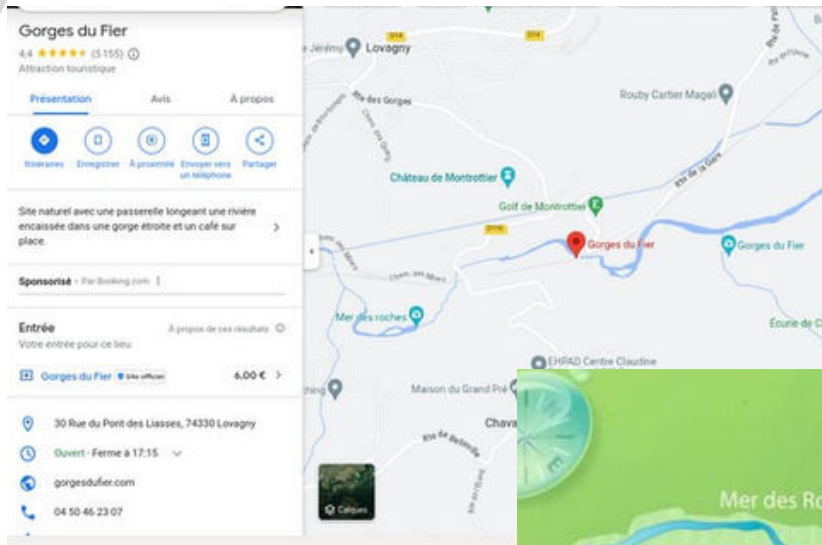 Gorges du Fier
4,4 (5 155)
Attraction touristique
Présentation Avis À propos
Itinéraires Enregistrer À proximité Envoyer vers un téléphone Partager
Site naturel avec une passerelle longeant une rivière
encaissée dans une gorge étroite et un café sur
place.
Sponsorisé · Par Booking.com
Entrée À propos de ces résultats
Votre entrée pour ce lieu
Gorges du Fier Site officiel 6,00 €
30 Rue du Pont des Liasses, 74330 Lovagny
Ouvert · Ferme à 17:15
gorgesdufier.com
04 50 46 23 07
D14
D14
Jérémy
Lovagny
Rte des Gorges
Rouby Cartier Magali
Rte de la Gare
Château de Montrottier
Golf de Montrottier
D116
Gorges du Fier
Gorges du Fier
Mer des roches
Écurie de C
EHPAD Centre Claudine
Maison du Grand Pré
Chava
Rte de Belleville
Calques
N
E
Mer des Ro